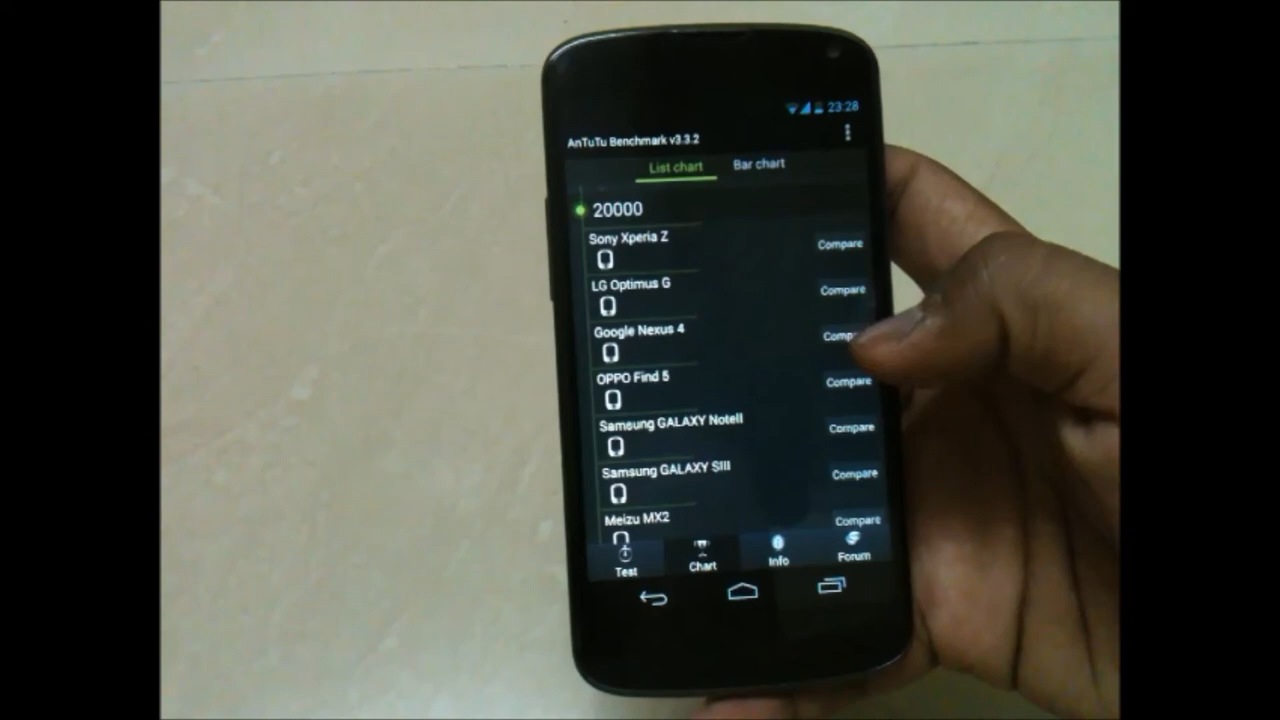 23:28
AnTuTu Benchmark v3.3.2
List chart Bar chart
20000
Sony Xperia Z
Compare
LG Optimus G
Compare
Google Nexus 4
Comp
OPPO Find 5
Compare
Samsung GALAXY NoteII
Compare
Samsung GALAXY SIII
Compare
Meizu MX2
Compare
Test Chart Info Forum